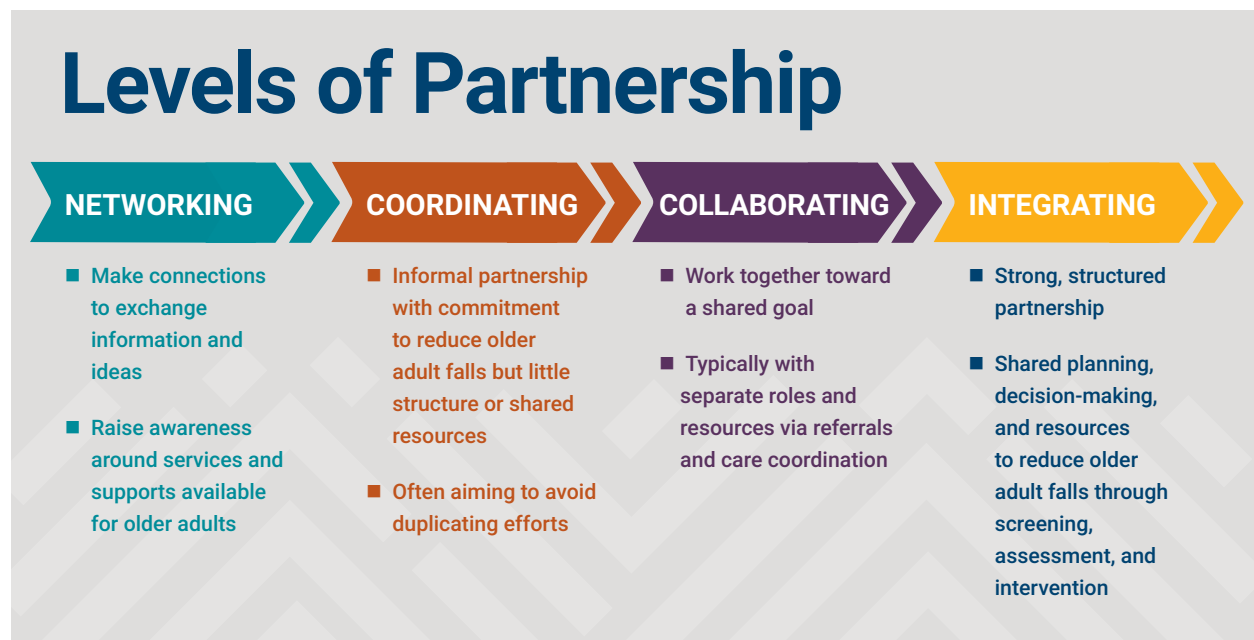 Levels of Partnership
NETWORKING
■ Make connections
to exchange
information and
ideas
■ Raise awareness
around services and
supports available
for older adults
COORDINATING
■ Informal partnership
with commitment
to reduce older
adult falls but little
structure or shared
resources
■ Often aiming to avoid
duplicating efforts
COLLABORATING
■ Work together toward
a shared goal
■ Typically with
separate roles and
resources via referrals
and care coordination
INTEGRATING
■ Strong, structured
partnership
■ Shared planning,
decision-making,
and resources
to reduce older
adult falls through
screening,
assessment, and
intervention